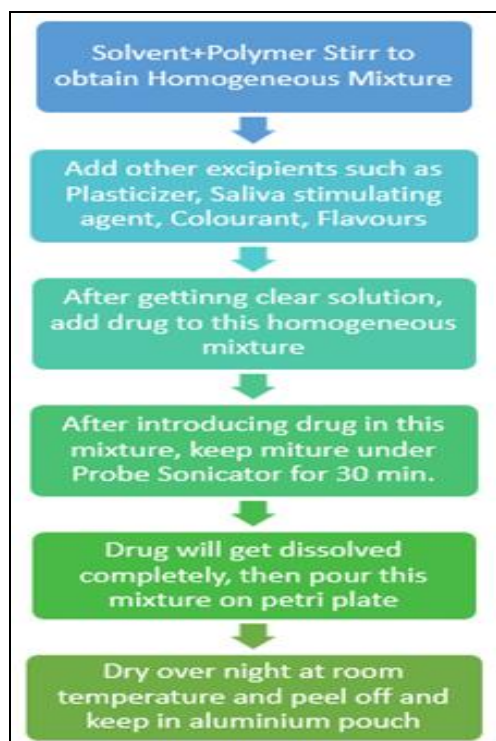 Solvent+Polymer Stirr to
obtain Homogeneous Mixture
Add other excipients such as
Plasticizer, Saliva stimulating
agent, Colourant, Flavours
After gettinng clear solution,
add drug to this homogeneous
mixture
After introducing drug in this
mixture, keep miture under
Probe Sonicator for 30 min.
Drug will get dissolved
completely, then pour this
mixture on petri plate
Dry over night at room
temperature and peel off and
keep in aluminium pouch